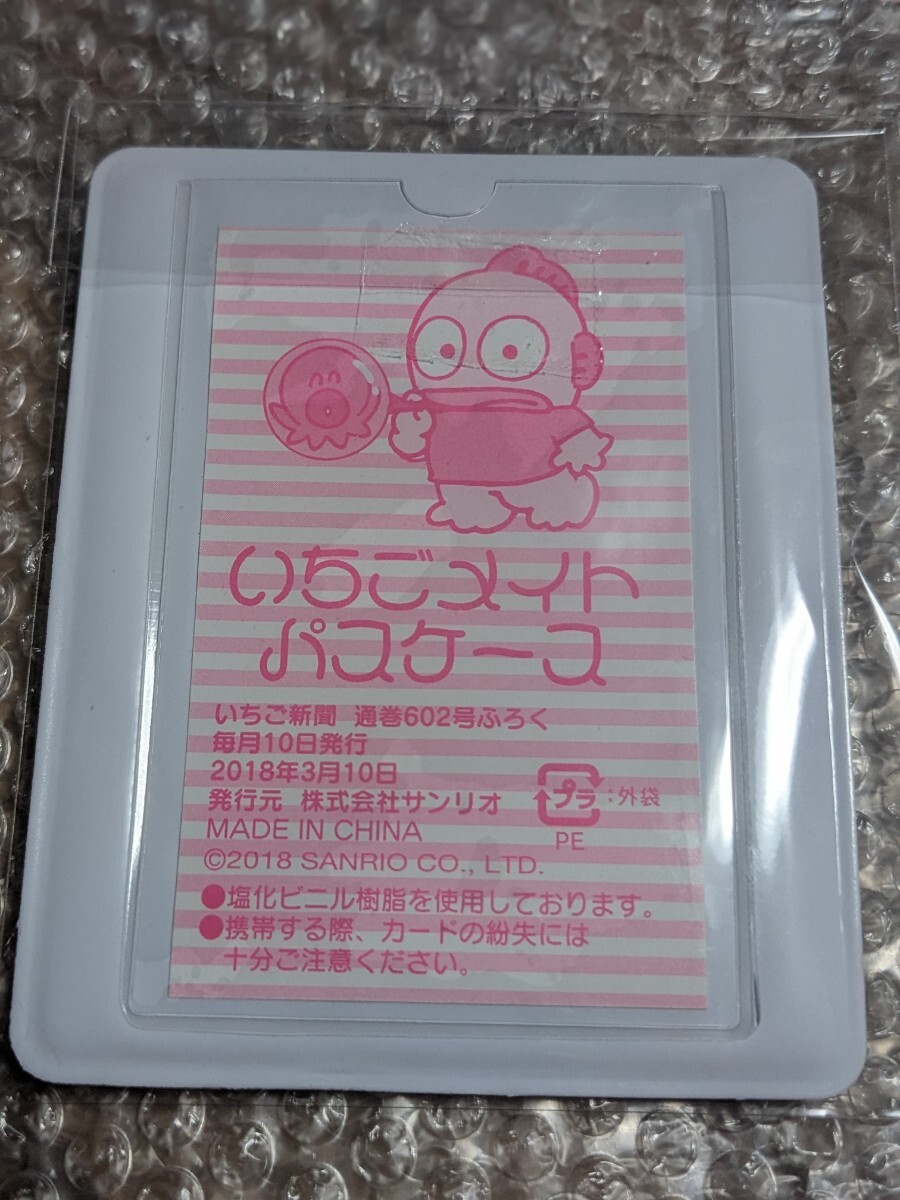 いちごメイト
パスケース
いちご新聞 通巻602号ふろく
毎月10日発行
2018年3月10日
発行元 株式会社サンリオ
プラ:外袋
PE
MADE IN CHINA
©2018 SANRIO CO., LTD.
●塩化ビニル樹脂を使用しております。
●携帯する際、カードの紛失には
十分ご注意ください。